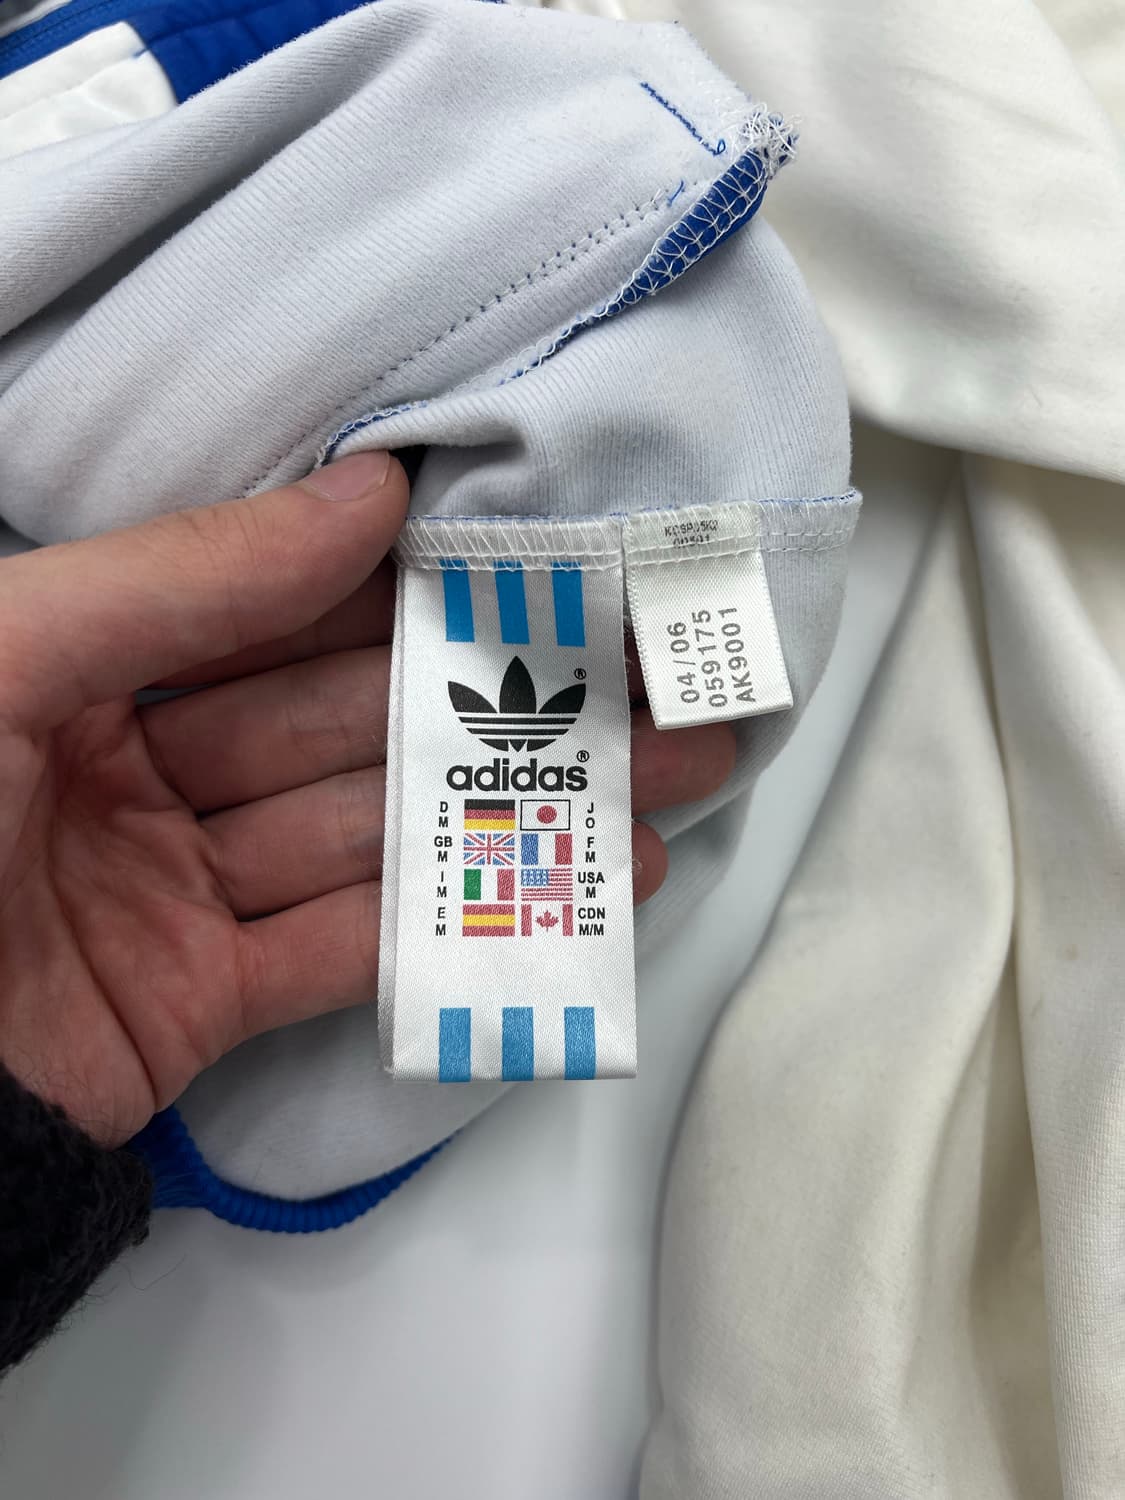 04/06
059175
AK9001
®
adidas®
D M
J O
GB M
F M
I M
USA M
E M
CDN M/M